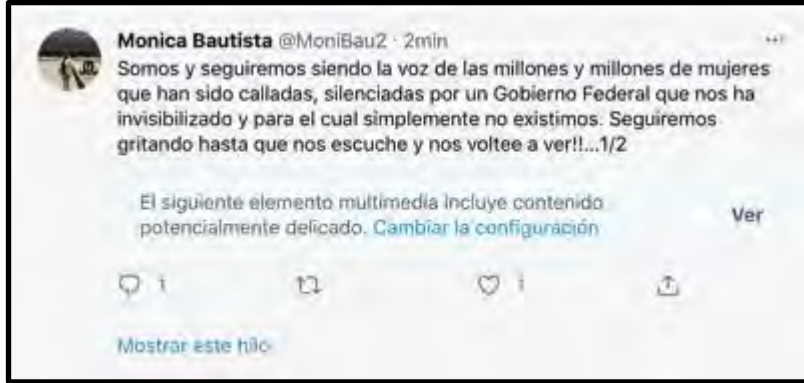 Monica Bautista @MoniBau2 · 2min
Somos y seguiremos siendo la voz de las millones y millones de mujeres
que han sido calladas, silenciadas por un Gobierno Federal que nos ha
invisibilizado y para el cual simplemente no existimos. Seguiremos
gritando hasta que nos escuche y nos voltee a ver!!...1/2
El siguiente elemento multimedia incluye contenido
potencialmente delicado. Cambiar la configuración
Ver
1 1
Mostrar este hilo